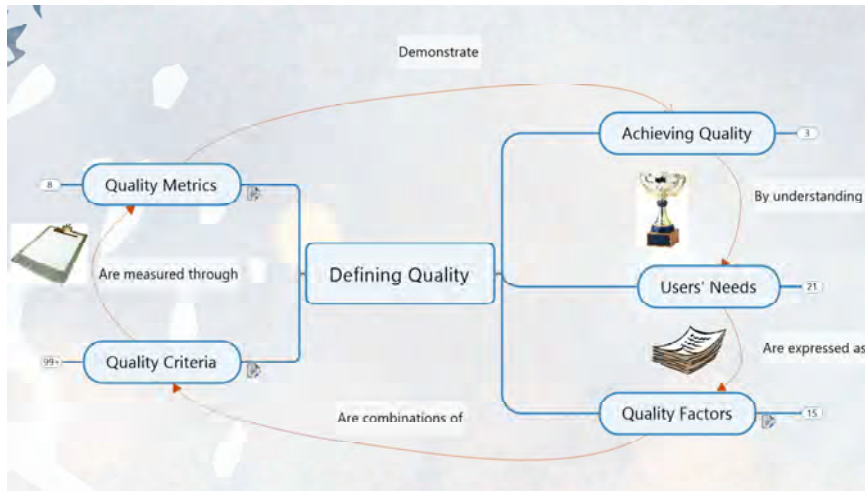 Demonstrate
Achieving Quality
3
8
Quality Metrics
By understanding
Are measured through
Defining Quality
Users' Needs
21
99+
Quality Criteria
Are expressed as
Are combinations of
Quality Factors
15